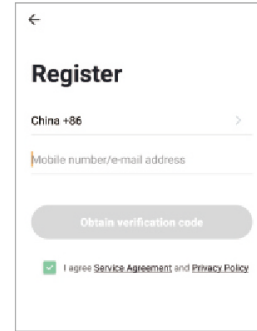 Register
China +86
Mobile number/e-mail address
Obtain verification code
I agree Service Agreement and Privacy Policy